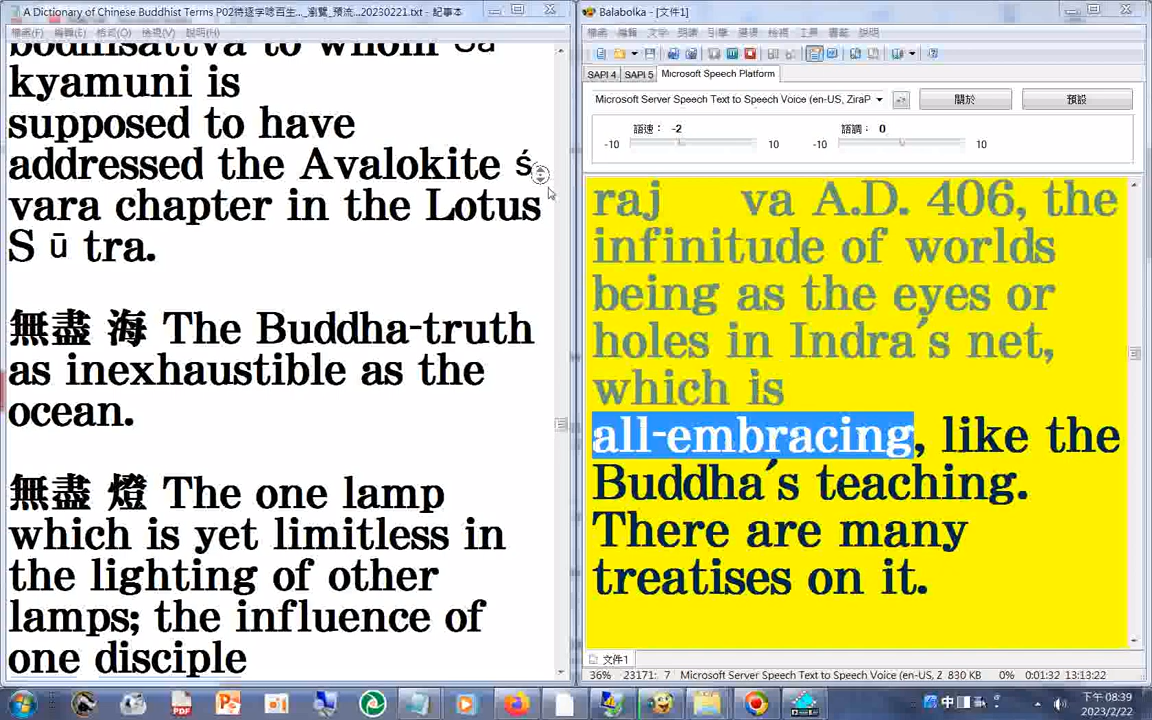 A Dictionary of Chinese Buddhist Terms P02
20230221.txt - 記事本
bodhisattva to whom Śā
kyamuni is
supposed to have
addressed the Avalokite ś
vara chapter in the Lotus
S ū tra.
無盡 海 The Buddha-truth
as inexhaustible as the
ocean.
無盡 燈 The one lamp
which is yet limitless in
the lighting of other
lamps; the influence of
one disciple
Balabolka - [文件1]
SAPI 4 SAPI 5 Microsoft Speech Platform
Microsoft Server Speech Text to Speech Voice (en-US, ZiraP
關於
預設
語速： -2
語調： 0
-10 10 -10 10
raj va A.D. 406, the
infinitude of worlds
being as the eyes or
holes in Indra's net,
which is
all-embracing, like the
Buddha's teaching.
There are many
treatises on it.
文件1
36% 23171: 7 Microsoft Server Speech Text to Speech Voice (en-US, Z 830 KB 0% 0:01:32 13:13:22
中
下午 08:39
2023/2/22